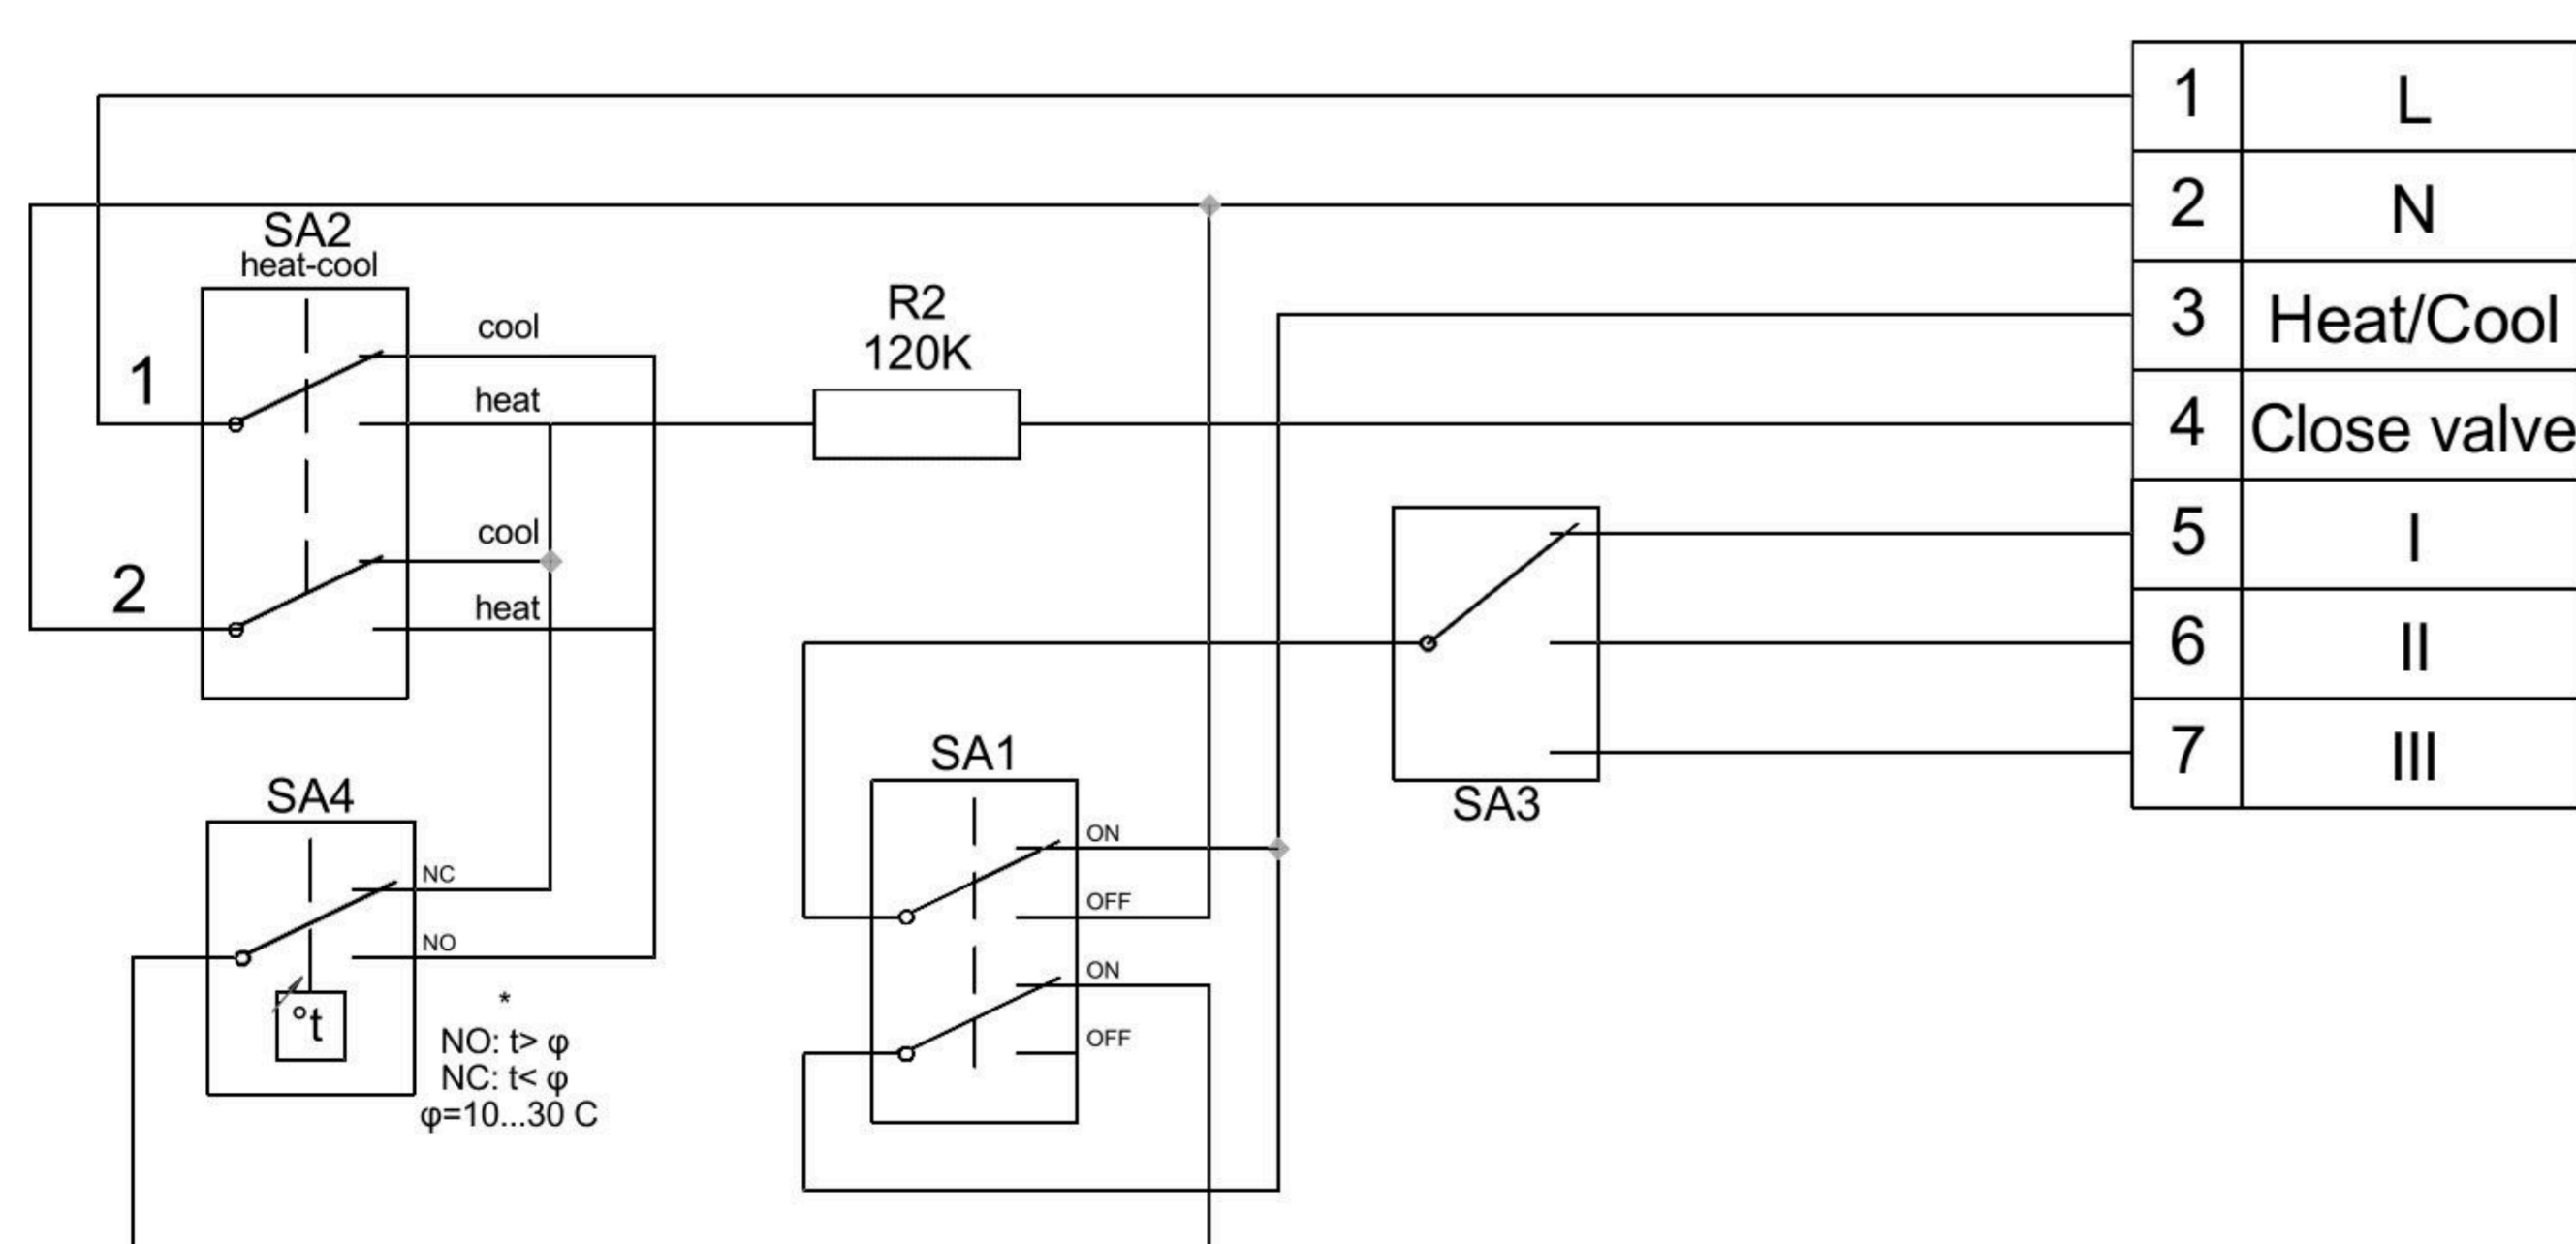 1 L
2 N
SA2
heat-cool
R2
120K
3 Heat/Cool
cool
1
heat
4 Close valve
cool
5 I
2
heat
6 II
SA1
7 III
SA4
SA3
ON
NC
OFF
NO
ON
*
°t
NO: t> φ
OFF
NC: t< φ
φ=10...30 C